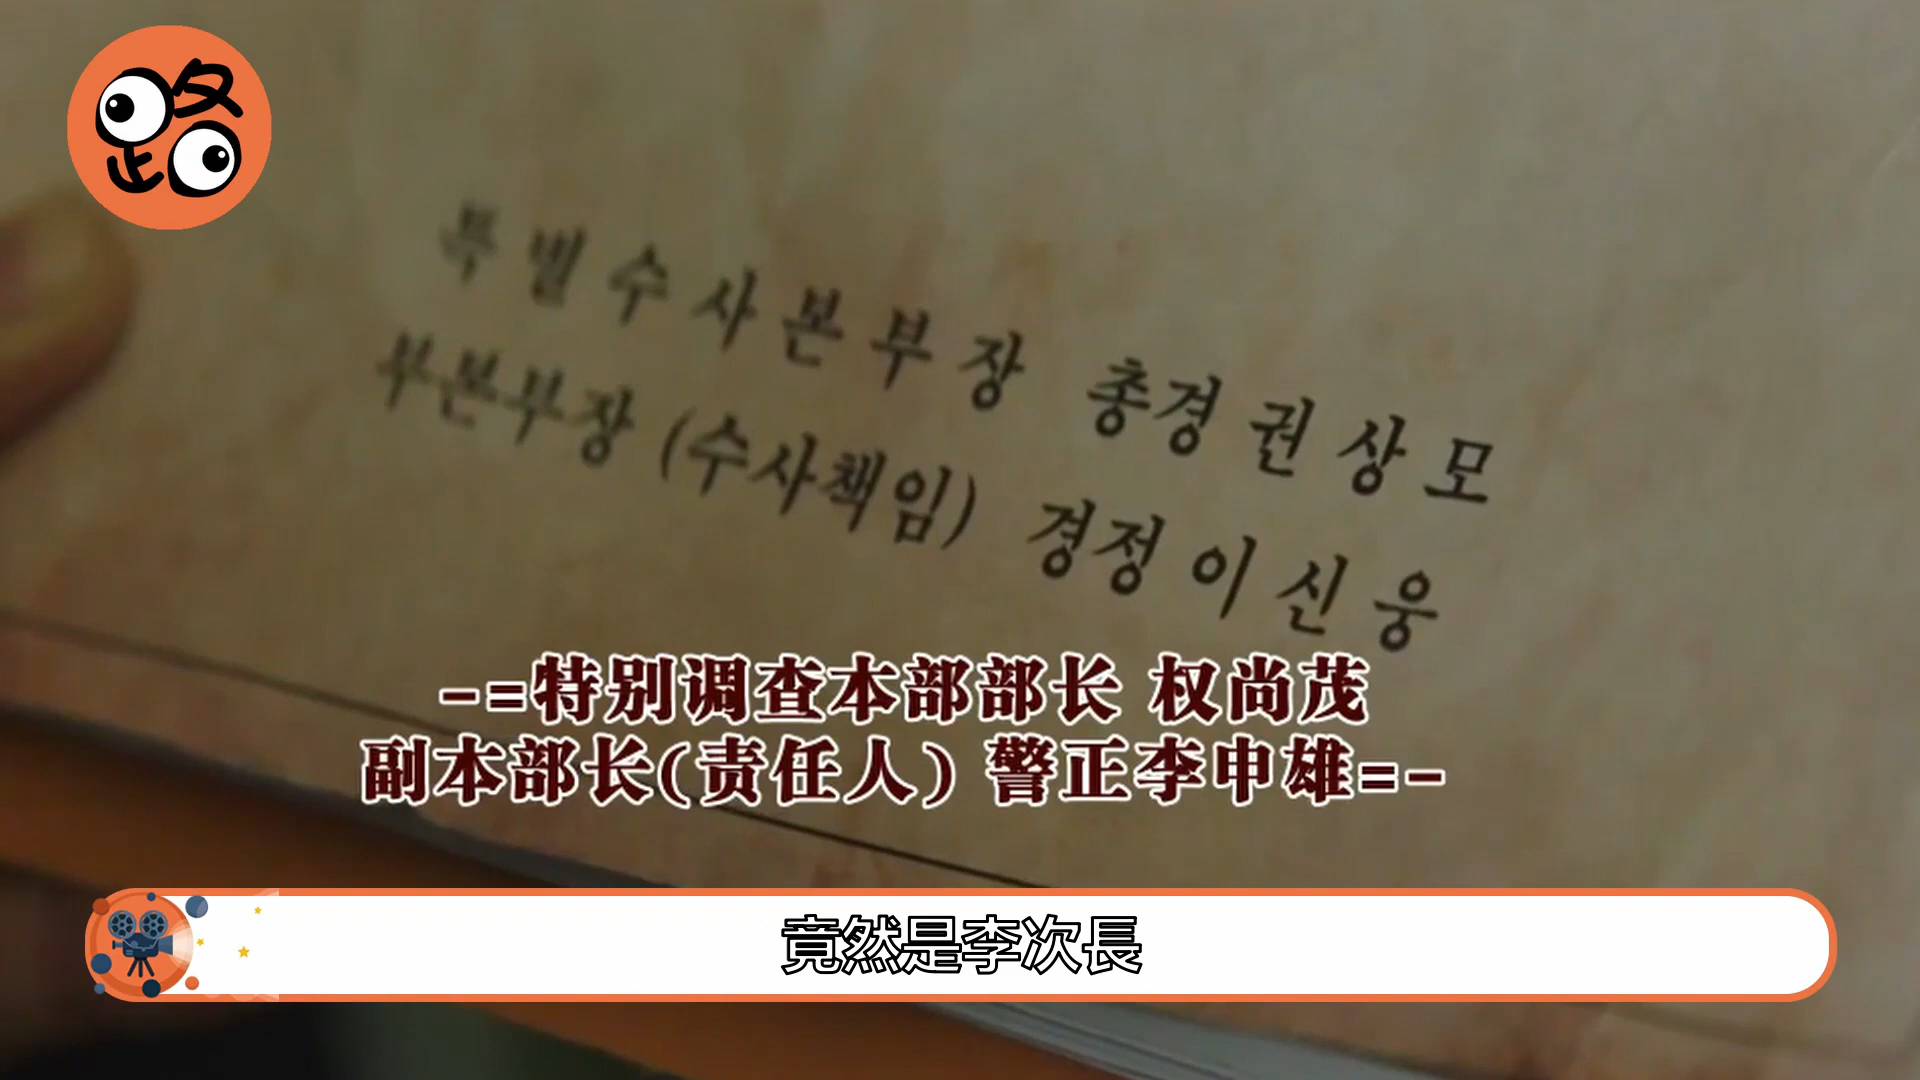 특별수사본부장 총경 권상모
부본부장 (수사책임) 경정 이신웅
-=特别调查本部部长 权尚茂
副本部长(责任人) 警正李申雄=-
竟然是李次長